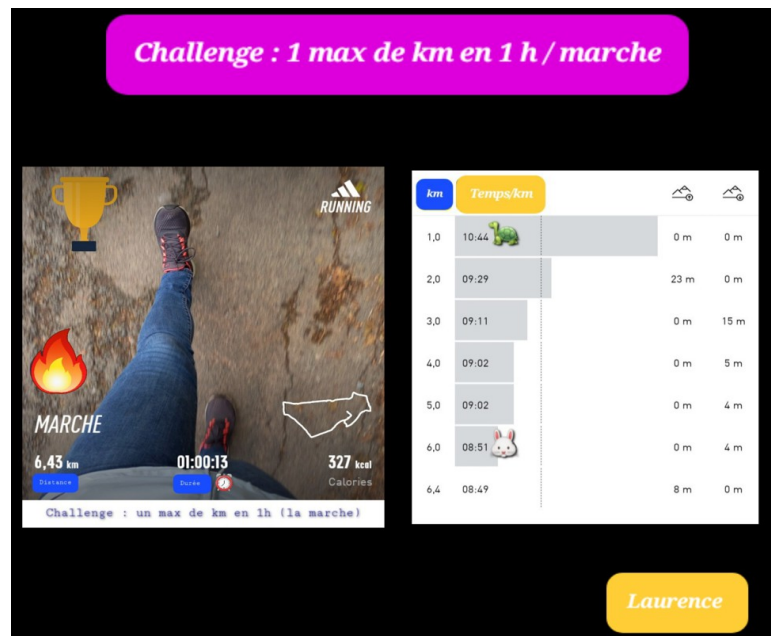 Challenge : 1 max de km en 1 h / marche
RUNNING
MARCHE
6,43 km 01:00:13 327 kcal
Distance Durée Calories
Challenge : un max de km en 1h (la marche)
km Temps/km
1,0 10:44 0 m 0 m
2,0 09:29 23 m 0 m
3,0 09:11 0 m 15 m
4,0 09:02 0 m 5 m
5,0 09:02 0 m 4 m
6,0 08:51 0 m 4 m
6,4 08:49 8 m 0 m
Laurence